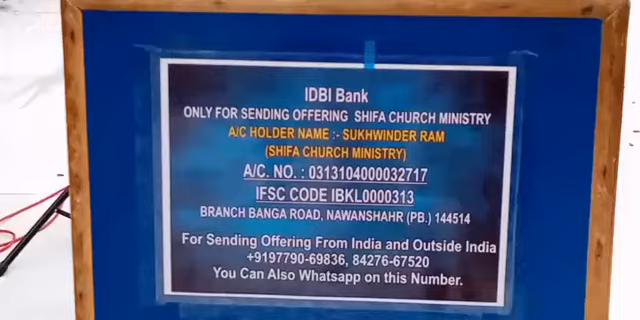 IDBI Bank
ONLY FOR SENDING OFFERING SHIFA CHURCH MINISTRY
A/C HOLDER NAME :- SUKHWINDER RAM
(SHIFA CHURCH MINISTRY)
A/C. NO. : 0313104000032717
IFSC CODE IBKL0000313
BRANCH BANGA ROAD, NAWANSHAHR (PB.) 144514
For Sending Offering From India and Outside India
+9197790-69836, 84276-67520
You Can Also Whatsapp on this Number.